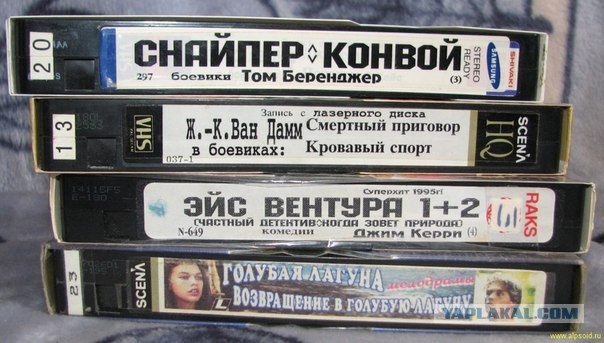 20
СНАЙПЕР <> КОНВОЙ
297 боевики Том Беренджер (3)
STEREO READY
SAMSUNG
SHIVAKI
13
VHS
Запись с лазерного диска
Ж.-К.Ван Дамм Смертный приговор
в боевиках: Кровавый спорт
037-1
SCENA
HQ
14115FS
E-180
Суперхит 1995г!
ЭЙС ВЕНТУРА 1+2
(ЧАСТНЫЙ ДЕТЕКТИВ<>КОГДА ЗОВЕТ ПРИРОДА)
N-649 комедии Джим Керри (4)
RAKS
23
SCENA
ГОЛУБАЯ ЛАГУНА мелодрамы
ВОЗВРАЩЕНИЕ В ГОЛУБУЮ ЛАГУНУ
YAPLAKAL.COM
www.alpsoid.ru